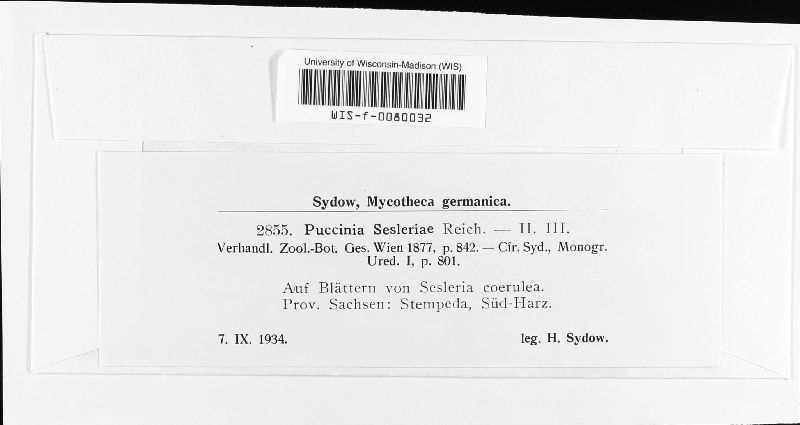 University of Wisconsin-Madison (WIS)
WIS-f-0080032
Sydow, Mycotheca germanica.
2855. Puccinia Sesleriae Reich. — II. III.
Verhandl. Zool.-Bot. Ges. Wien 1877, p. 842. — Cfr. Syd., Monogr.
Ured. I, p. 801.
Auf Blättern von Sesleria coerulea.
Prov. Sachsen: Stempeda, Süd-Harz.
7. IX. 1934. leg. H. Sydow.